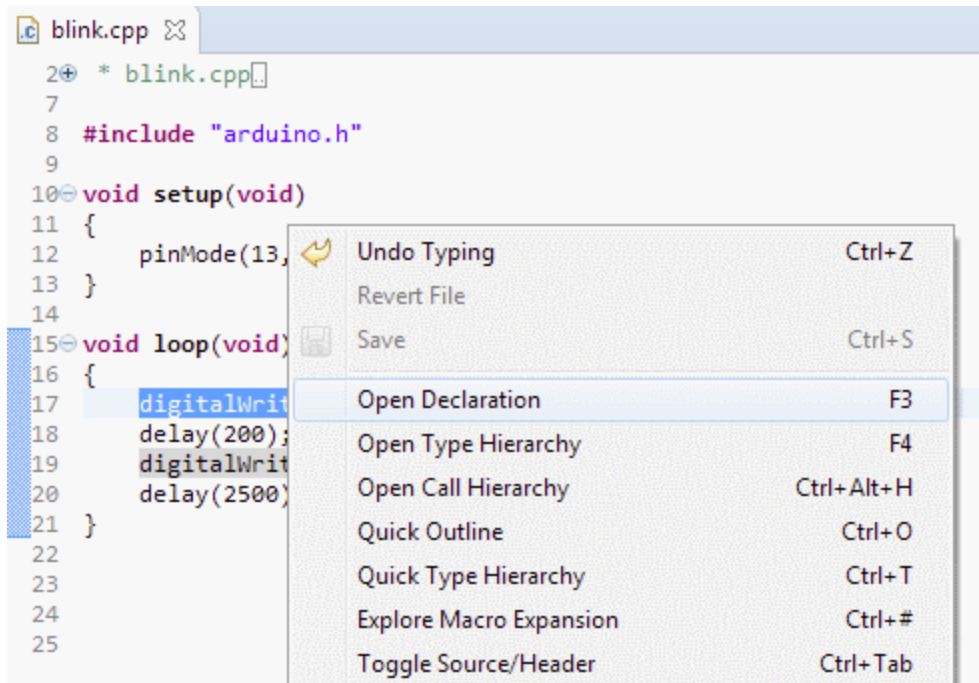 blink.cpp
2 * blink.cpp
7
8 #include "arduino.h"
9
10 void setup(void)
11 {
12 pinMode(13,
13 }
14
15 void loop(void)
16 {
17 digitalWrit
18 delay(200);
19 digitalWrit
20 delay(2500)
21 }
22
23
24
25
Undo Typing Ctrl+Z
Revert File
Save Ctrl+S
Open Declaration F3
Open Type Hierarchy F4
Open Call Hierarchy Ctrl+Alt+H
Quick Outline Ctrl+O
Quick Type Hierarchy Ctrl+T
Explore Macro Expansion Ctrl+#
Toggle Source/Header Ctrl+Tab